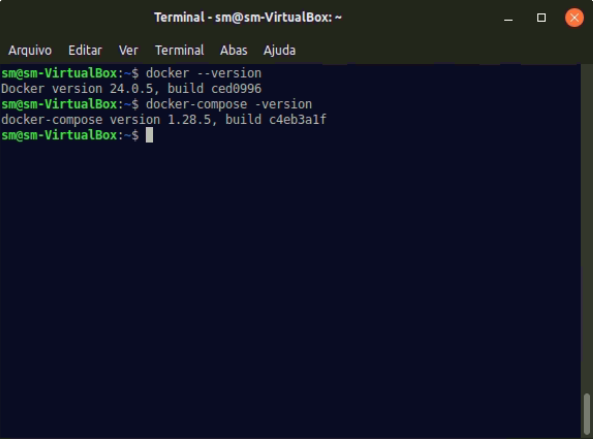 Terminal - sm@sm-VirtualBox: ~
Arquivo Editar Ver Terminal Abas Ajuda
sm@sm-VirtualBox:~$ docker --version
Docker version 24.0.5, build ced0996
sm@sm-VirtualBox:~$ docker-compose -version
docker-compose version 1.28.5, build c4eb3a1f
sm@sm-VirtualBox:~$